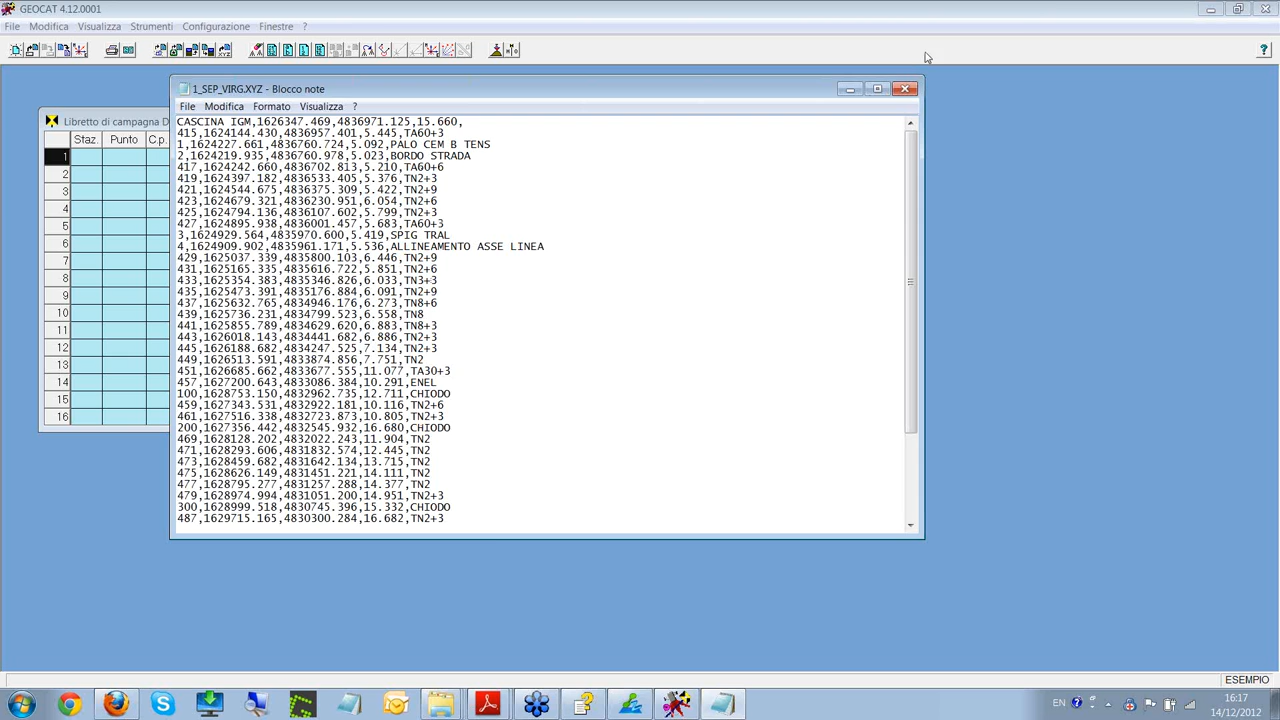 GEOCAT 4.12.0001
File Modifica Visualizza Strumenti Configurazione Finestre ?
1_SEP_VIRG.XYZ - Blocco note
File Modifica Formato Visualizza ?
Libretto di campagna D
Staz. Punto C.p.
1
2
3
4
5
6
7
8
9
10
11
12
13
14
15
16
CASCINA IGM,1626347.469,4836971.125,15.660,
415,1624144.430,4836957.401,5.445,TA60+3
1,1624227.661,4836760.724,5.092,PALO CEM B TENS
2,1624219.935,4836760.978,5.023,BORDO STRADA
417,1624242.660,4836702.813,5.210,TA60+6
419,1624397.182,4836533.405,5.376,TN2+3
421,1624544.675,4836375.309,5.422,TN2+9
423,1624679.321,4836230.951,6.054,TN2+6
425,1624794.136,4836107.602,5.799,TN2+3
427,1624895.938,4836001.457,5.683,TA60+3
3,1624929.564,4835970.600,5.419,SPIG TRAL
4,1624909.902,4835961.171,5.536,ALLINEAMENTO ASSE LINEA
429,1625037.339,4835800.103,6.446,TN2+9
431,1625165.335,4835616.722,5.851,TN2+6
433,1625354.383,4835346.826,6.033,TN3+3
435,1625473.391,4835176.884,6.091,TN2+9
437,1625632.765,4834946.176,6.273,TN8+6
439,1625736.231,4834799.523,6.558,TN8
441,1625855.789,4834629.620,6.883,TN8+3
443,1626018.143,4834441.682,6.886,TN2+3
445,1626188.682,4834247.525,7.134,TN2+3
449,1626513.591,4833874.856,7.751,TN2
451,1626685.662,4833677.555,11.077,TA30+3
457,1627200.643,4833086.384,10.291,ENEL
100,1628753.150,4832962.735,12.711,CHIODO
459,1627343.531,4832922.181,10.116,TN2+6
461,1627516.338,4832723.873,10.805,TN2+3
200,1627356.442,4832545.932,16.680,CHIODO
469,1628128.202,4832022.243,11.904,TN2
471,1628293.606,4831832.574,12.445,TN2
473,1628459.682,4831642.134,13.715,TN2
475,1628626.149,4831451.221,14.111,TN2
477,1628795.277,4831257.288,14.377,TN2
479,1628974.994,4831051.200,14.951,TN2+3
300,1628999.518,4830745.396,15.332,CHIODO
487,1629715.165,4830300.284,16.682,TN2+3
ESEMPIO
EN
16:17
14/12/2012